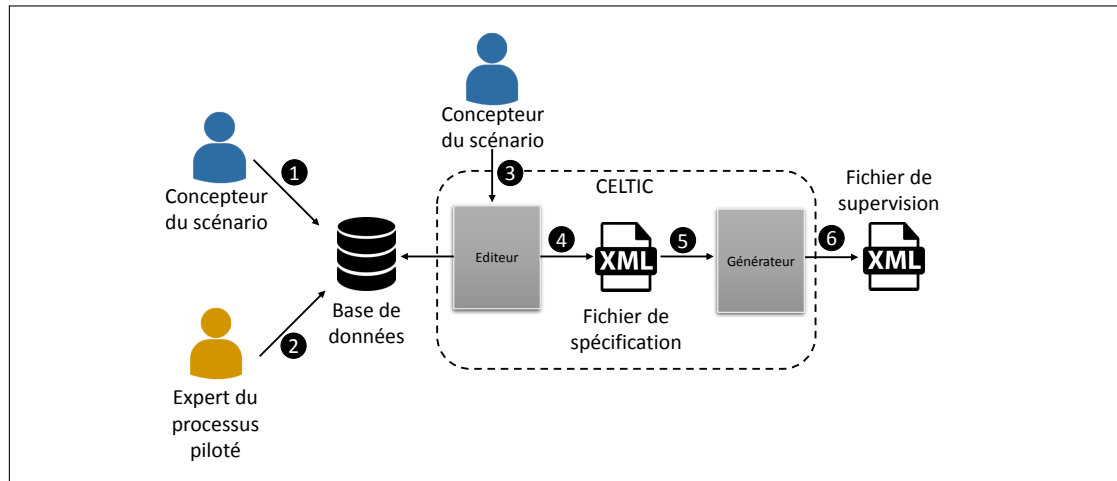 Concepteur
du scénario
1
Concepteur
du scénario
3
CELTIC
Fichier de
supervision
Editeur
4
XML
5
Générateur
6
XML
Base de
données
Fichier de
spécification
2
Expert du
processus
piloté